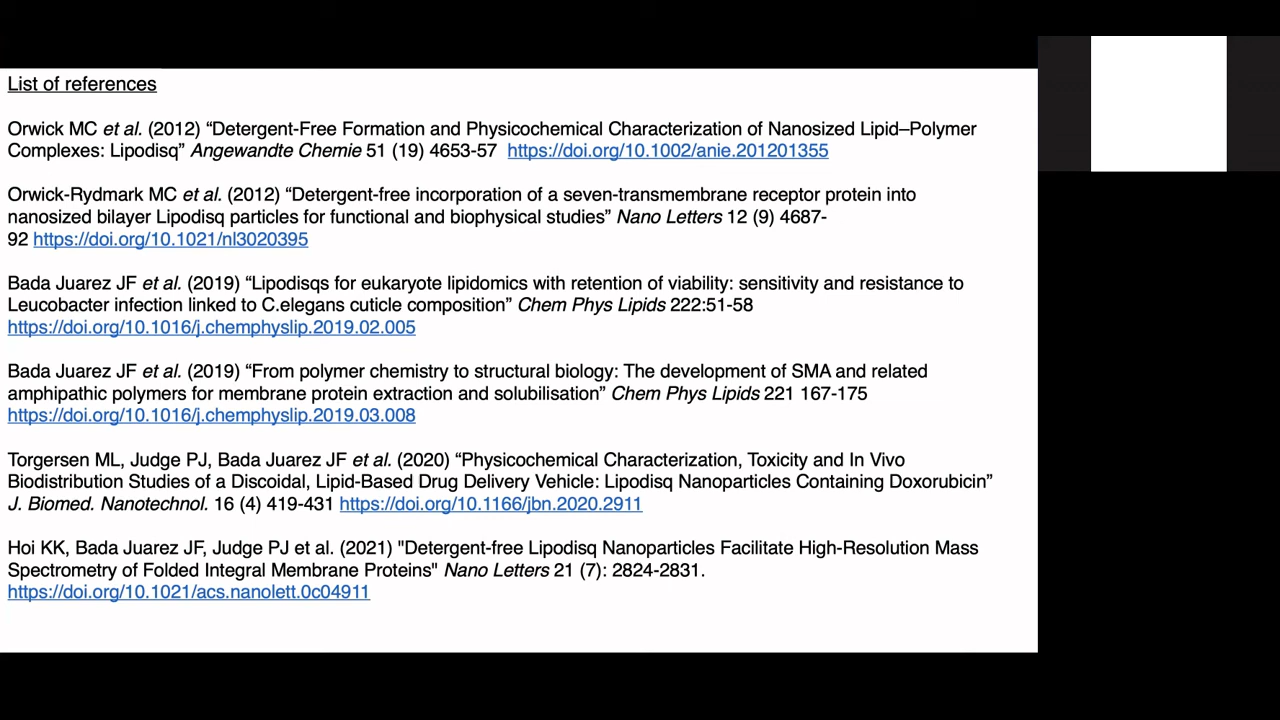 List of references
Orwick MC et al. (2012) “Detergent-Free Formation and Physicochemical Characterization of Nanosized Lipid–Polymer
Complexes: Lipodisq” Angewandte Chemie 51 (19) 4653-57 https://doi.org/10.1002/anie.201201355
Orwick-Rydmark MC et al. (2012) “Detergent-free incorporation of a seven-transmembrane receptor protein into
nanosized bilayer Lipodisq particles for functional and biophysical studies” Nano Letters 12 (9) 4687-
92 https://doi.org/10.1021/nl3020395
Bada Juarez JF et al. (2019) “Lipodisqs for eukaryote lipidomics with retention of viability: sensitivity and resistance to
Leucobacter infection linked to C.elegans cuticle composition” Chem Phys Lipids 222:51-58
https://doi.org/10.1016/j.chemphyslip.2019.02.005
Bada Juarez JF et al. (2019) “From polymer chemistry to structural biology: The development of SMA and related
amphipathic polymers for membrane protein extraction and solubilisation” Chem Phys Lipids 221 167-175
https://doi.org/10.1016/j.chemphyslip.2019.03.008
Torgersen ML, Judge PJ, Bada Juarez JF et al. (2020) “Physicochemical Characterization, Toxicity and In Vivo
Biodistribution Studies of a Discoidal, Lipid-Based Drug Delivery Vehicle: Lipodisq Nanoparticles Containing Doxorubicin”
J. Biomed. Nanotechnol. 16 (4) 419-431 https://doi.org/10.1166/jbn.2020.2911
Hoi KK, Bada Juarez JF, Judge PJ et al. (2021) "Detergent-free Lipodisq Nanoparticles Facilitate High-Resolution Mass
Spectrometry of Folded Integral Membrane Proteins" Nano Letters 21 (7): 2824-2831.
https://doi.org/10.1021/acs.nanolett.0c04911